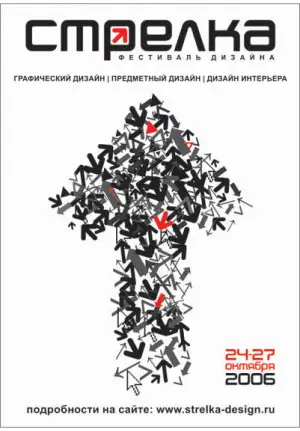 стрелка
ФЕСТИВАЛЬ ДИЗАЙНА
ГРАФИЧЕСКИЙ ДИЗАЙН | ПРЕДМЕТНЫЙ ДИЗАЙН | ДИЗАЙН ИНТЕРЬЕРА
24-27
октября
2006
подробности на сайте: www.strelka-design.ru